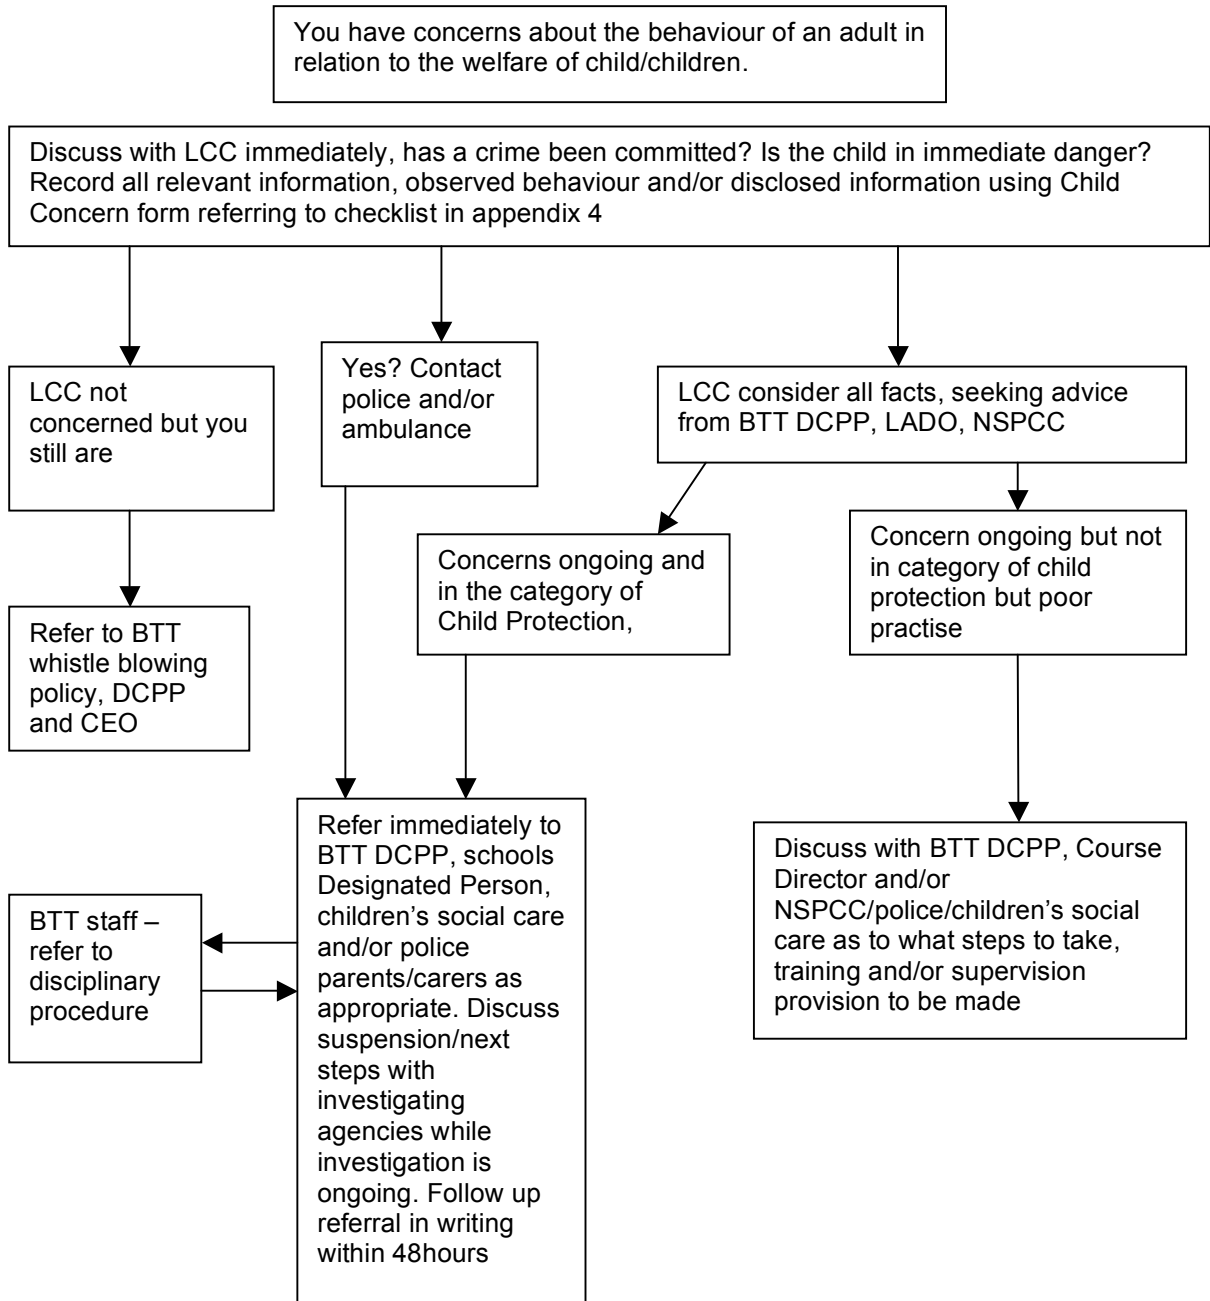 You have concerns about the behaviour of an adult in
relation to the welfare of child/children.
Discuss with LCC immediately, has a crime been committed? Is the child in immediate danger?
Record all relevant information, observed behaviour and/or disclosed information using Child
Concern form referring to checklist in appendix 4
LCC not
concerned but you
still are
Yes? Contact
police and/or
ambulance
LCC consider all facts, seeking advice
from BTT DCPP, LADO, NSPCC
Concerns ongoing and
in the category of
Child Protection,
Concern ongoing but not
in category of child
protection but poor
practise
Refer to BTT
whistle blowing
policy, DCPP
and CEO
Refer immediately to
BTT DCPP, schools
Designated Person,
children’s social care
and/or police
parents/carers as
appropriate. Discuss
suspension/next
steps with
investigating
agencies while
investigation is
ongoing. Follow up
referral in writing
within 48hours
BTT staff –
refer to
disciplinary
procedure
Discuss with BTT DCPP, Course
Director and/or
NSPCC/police/children’s social
care as to what steps to take,
training and/or supervision
provision to be made